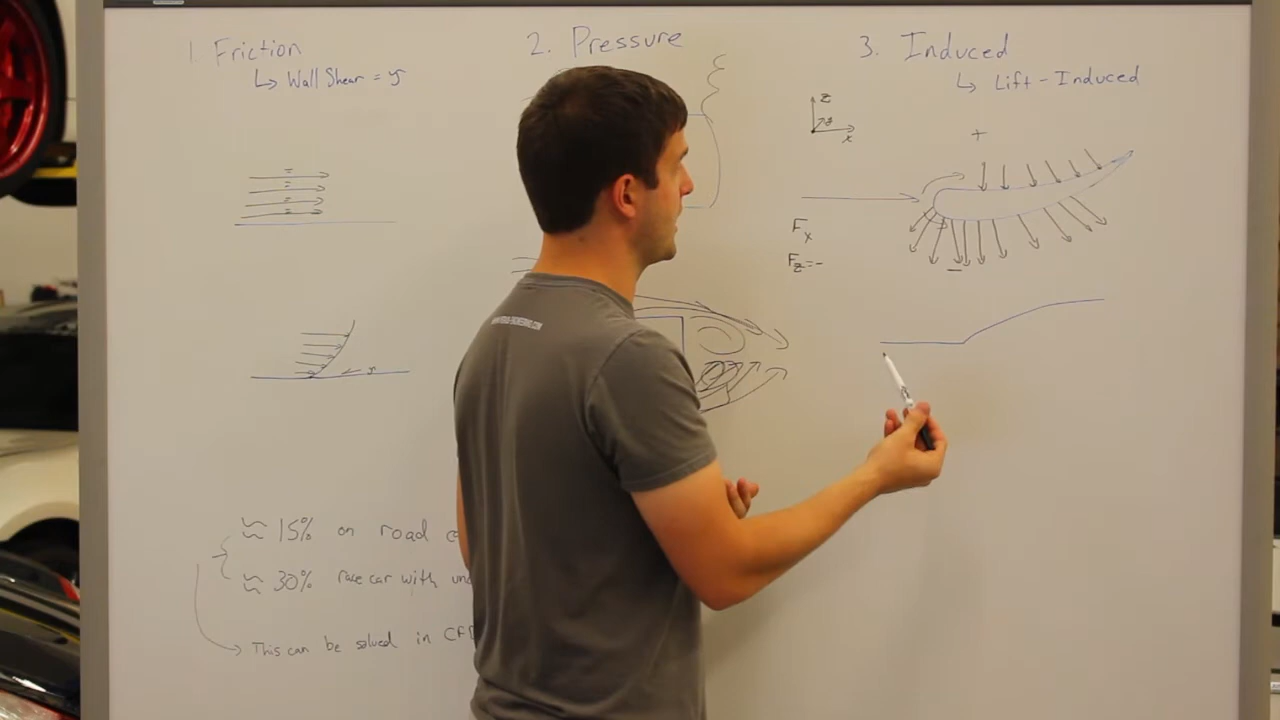 1. Friction
↳ Wall Shear = γ
2. Pressure
3. Induced
↳ Lift-Induced
z
x
+
Fx
Fz=-
-
≈ 15% on road
≈ 30% race car with
→ This can be solved in CFD